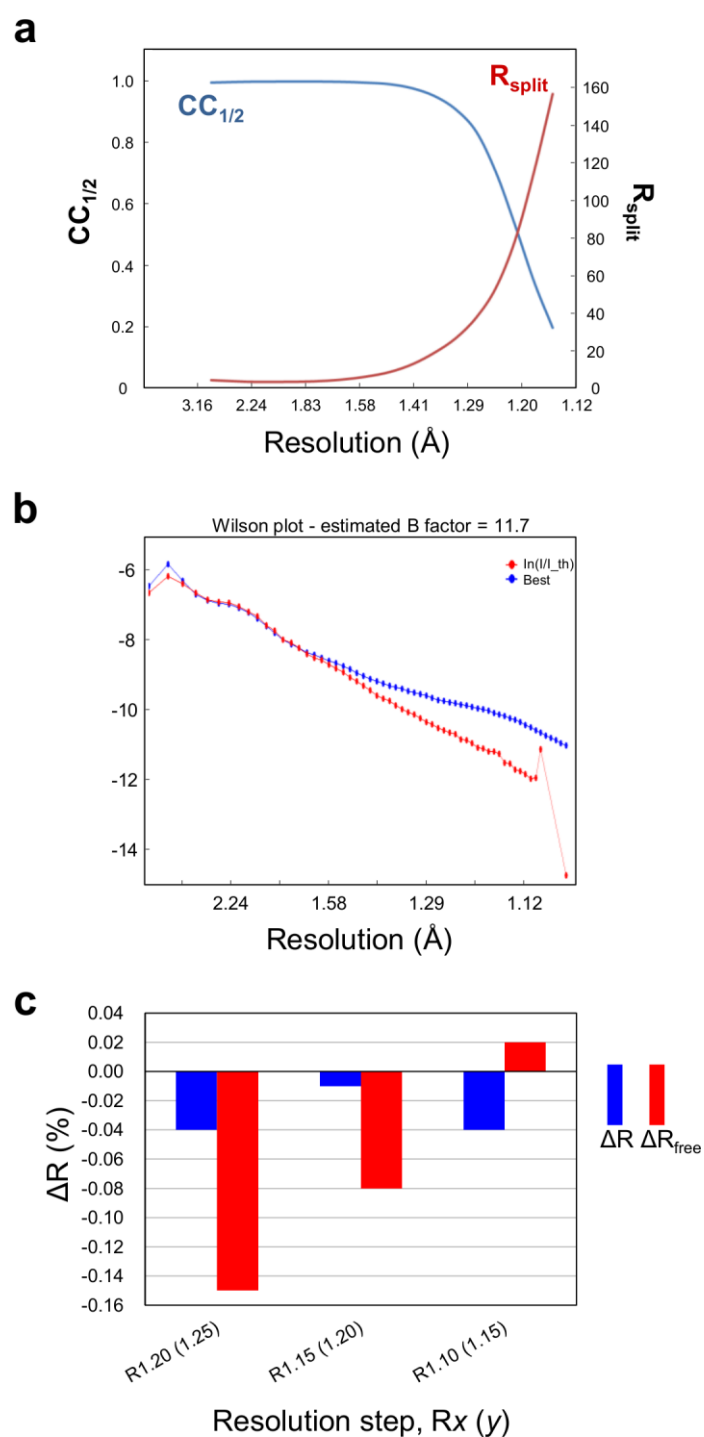 a
CC1/2
Rsplit
1.0
0.8
0.6
0.4
0.2
0
CC1/2
160
140
120
100
80
60
40
20
0
Rsplit
3.16 2.24 1.83 1.58 1.41 1.29 1.20 1.12
Resolution (Å)
b
Wilson plot - estimated B factor = 11.7
ln(I/I_th)
Best
-6
-8
-10
-12
-14
2.24 1.58 1.29 1.12
Resolution (Å)
c
0.04
0.02
0.00
-0.02
-0.04
-0.06
-0.08
-0.10
-0.12
-0.14
-0.16
ΔR (%)
ΔR ΔRfree
R1.20 (1.25) R1.15 (1.20) R1.10 (1.15)
Resolution step, Rx (y)